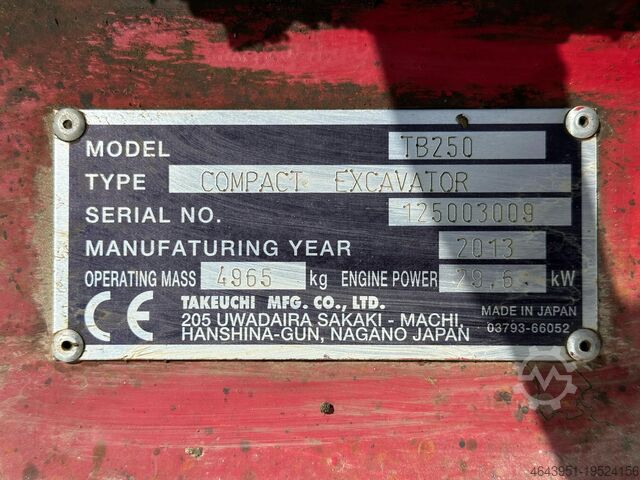 MODEL TB250
TYPE COMPACT EXCAVATOR
SERIAL NO. 125003009
MANUFATURING YEAR 2013
OPERATING MASS 4965 kg ENGINE POWER 29,6 kW
CE TAKEUCHI MFG. CO., LTD.
205 UWADAIRA SAKAKI - MACHI,
HANSHINA-GUN, NAGANO JAPAN
MADE IN JAPAN
03793-66052
4643951-19524156